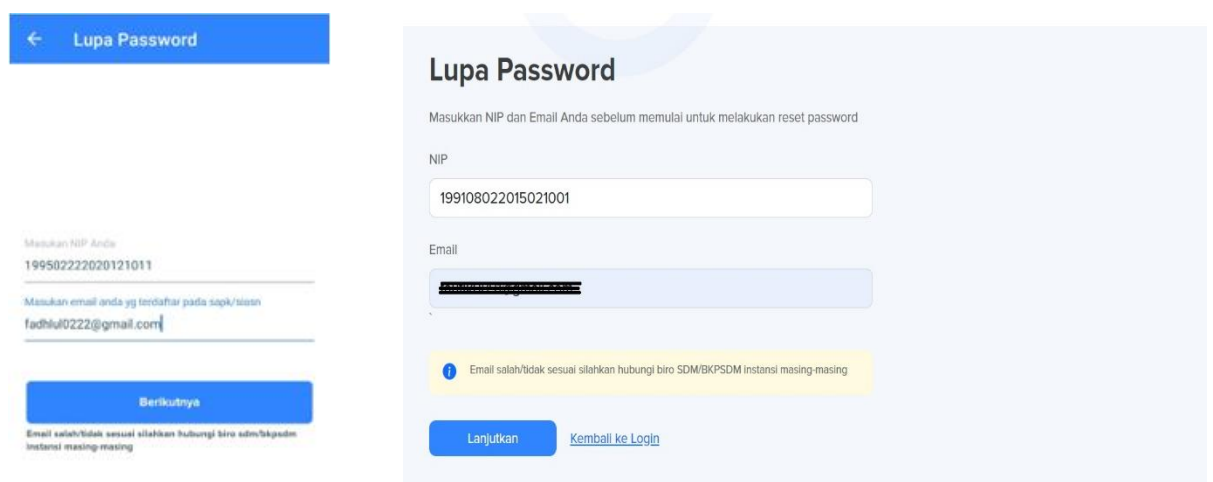 Lupa Password
Masukan NIP Anda
199502222020121011
Masukan email anda yg terdaftar pada sapk/siasn
fadhlul0222@gmail.com
Berikutnya
Email salah/tidak sesuai silahkan hubungi biro sdm/bkpsdm
instansi masing-masing
Lupa Password
Masukkan NIP dan Email Anda sebelum memulai untuk melakukan reset password
NIP
199108022015021001
Email
Email salah/tidak sesuai silahkan hubungi biro SDM/BKPSDM instansi masing-masing
Lanjutkan
Kembali ke Login